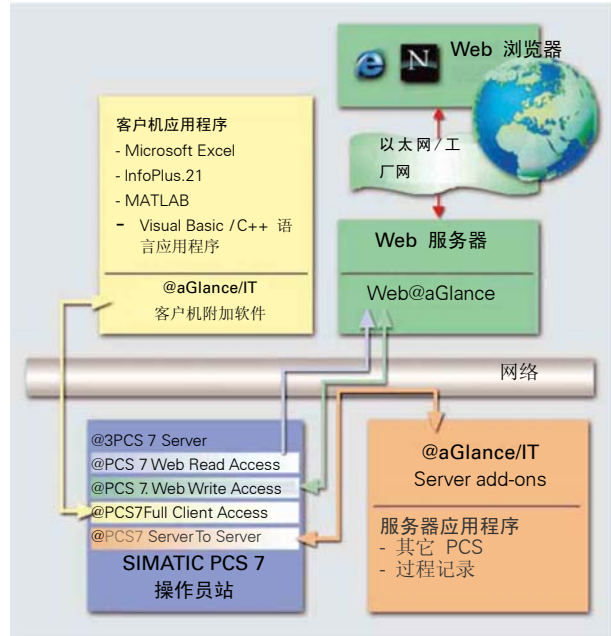 Web 浏览器
N
以太网/工
厂网
客户机应用程序
- Microsoft Excel
- InfoPlus.21
- MATLAB
- Visual Basic /C++ 语
言应用程序
@aGlance/IT
客户机附加软件
Web 服务器
Web@aGlance
网络
@3PCS 7 Server
@PCS 7 Web Read Access
@PCS 7. Web Write Access
@PCS7Full Client Access
@PCS7 Server To Server
SIMATIC PCS 7
操作员站
@aGlance/IT
Server add-ons
服务器应用程序
- 其它 PCS
- 过程记录